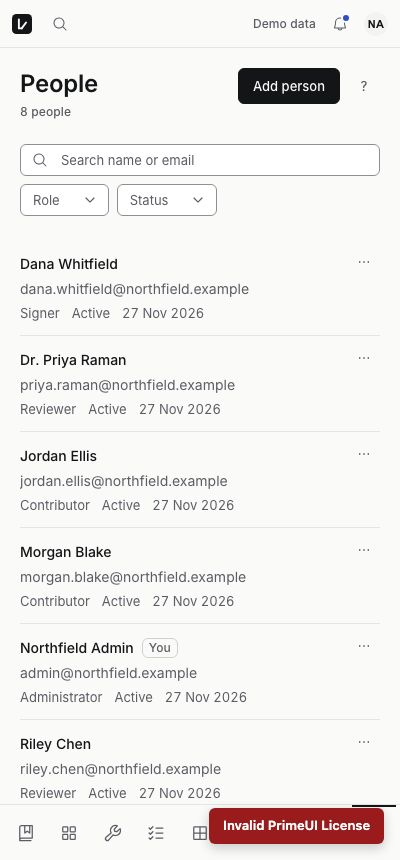 Demo data
NA
People
Add person
?
8 people
Search name or email
Role
Status
Dana Whitfield
dana.whitfield@northfield.example
Signer Active 27 Nov 2026
Dr. Priya Raman
priya.raman@northfield.example
Reviewer Active 27 Nov 2026
Jordan Ellis
jordan.ellis@northfield.example
Contributor Active 27 Nov 2026
Morgan Blake
morgan.blake@northfield.example
Contributor Active 27 Nov 2026
Northfield Admin You
admin@northfield.example
Administrator Active 27 Nov 2026
Riley Chen
riley.chen@northfield.example
Reviewer Active 27 Nov 2026
Invalid PrimeUI License